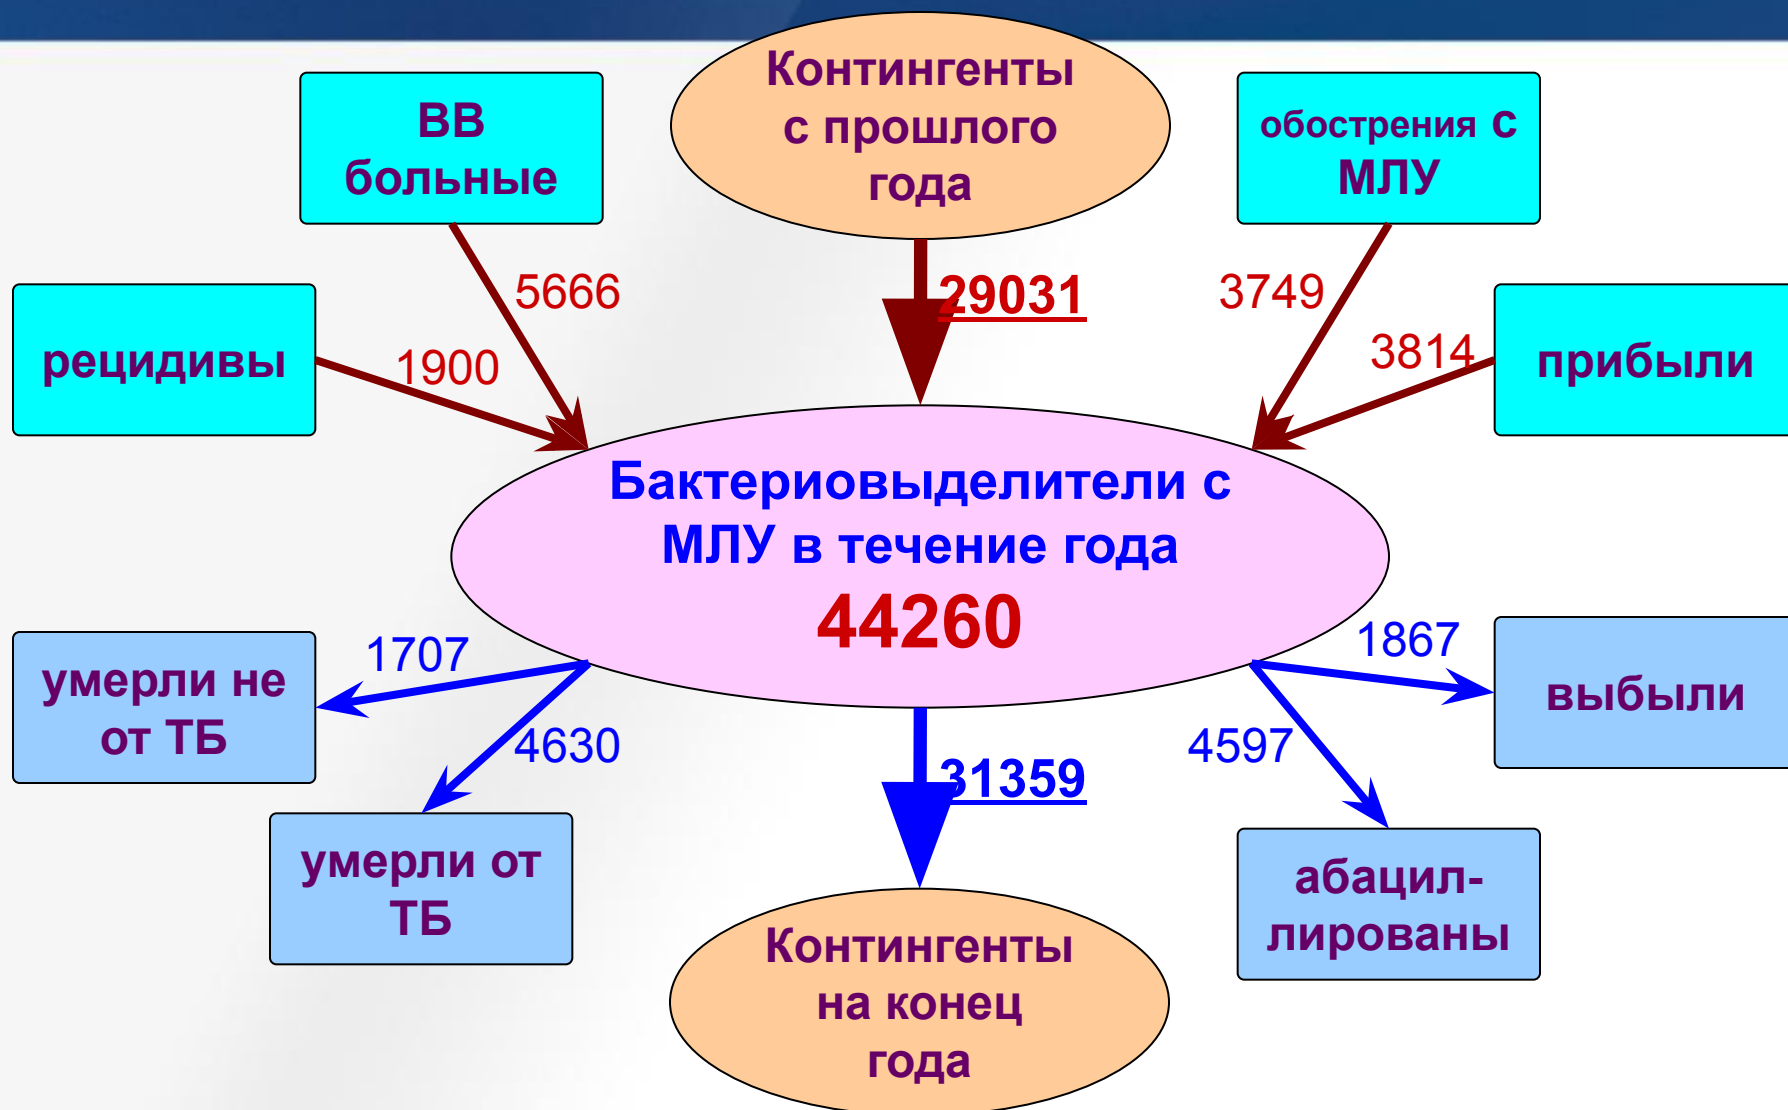 Контингенты
с прошлого
года
ВВ
больные
обострения с
МЛУ
5666
29031
3749
рецидивы
1900
3814
прибыли
Бактериовыделители с
МЛУ в течение года
44260
умерли не
от ТБ
1707
1867
выбыли
4630
31359
4597
умерли от
ТБ
абацил-
лированы
Контингенты
на конец
года